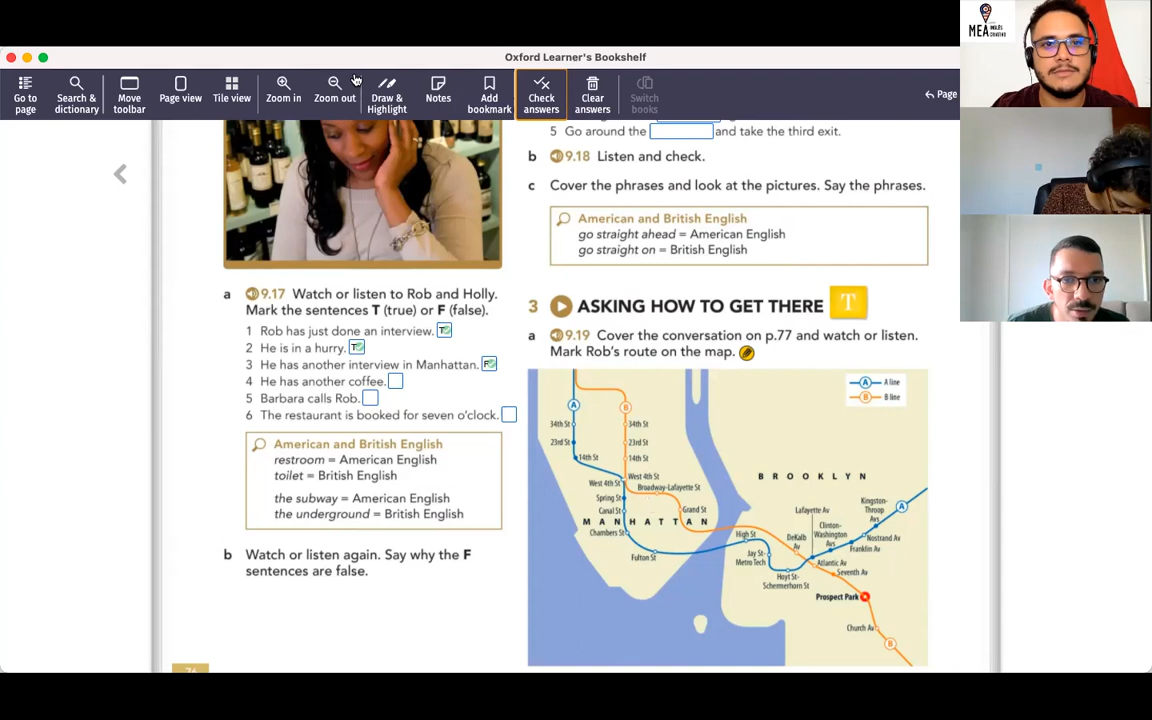 Oxford Learner's Bookshelf
Go to page
Search & dictionary
Move toolbar
Page view
Tile view
Zoom in
Zoom out
Draw & Highlight
Notes
Add bookmark
Check answers
Clear answers
Switch books
Page
MEA
INGLÊS
CRIATIVO
a 9.17 Watch or listen to Rob and Holly.
Mark the sentences T (true) or F (false).
1 Rob has just done an interview. T
2 He is in a hurry. T
3 He has another interview in Manhattan. F
4 He has another coffee.
5 Barbara calls Rob.
6 The restaurant is booked for seven o'clock.
American and British English
restroom = American English
toilet = British English
the subway = American English
the underground = British English
b Watch or listen again. Say why the F
sentences are false.
5 Go around the and take the third exit.
b 9.18 Listen and check.
c Cover the phrases and look at the pictures. Say the phrases.
American and British English
go straight ahead = American English
go straight on = British English
3 ASKING HOW TO GET THERE T
a 9.19 Cover the conversation on p.77 and watch or listen.
Mark Rob's route on the map.
A A line
B B line
A
B
34th St
34th St
23rd St
23rd St
14th St
14th St
West 4th St
West 4th St
Broadway-Lafayette St
Spring St
Canal St
Grand St
MANHATTAN
Chambers St
Fulton St
BROOKLYN
High St
Jay St-
Metro Tech
Hoyt St-
Schermerhorn St
DeKalb
Av
Lafayette Av
Clinton-
Washington
Avs
Kingston-
Throop
Avs
A
Nostrand Av
Franklin Av
Atlantic Av
Seventh Av
Prospect Park
Church Av
B